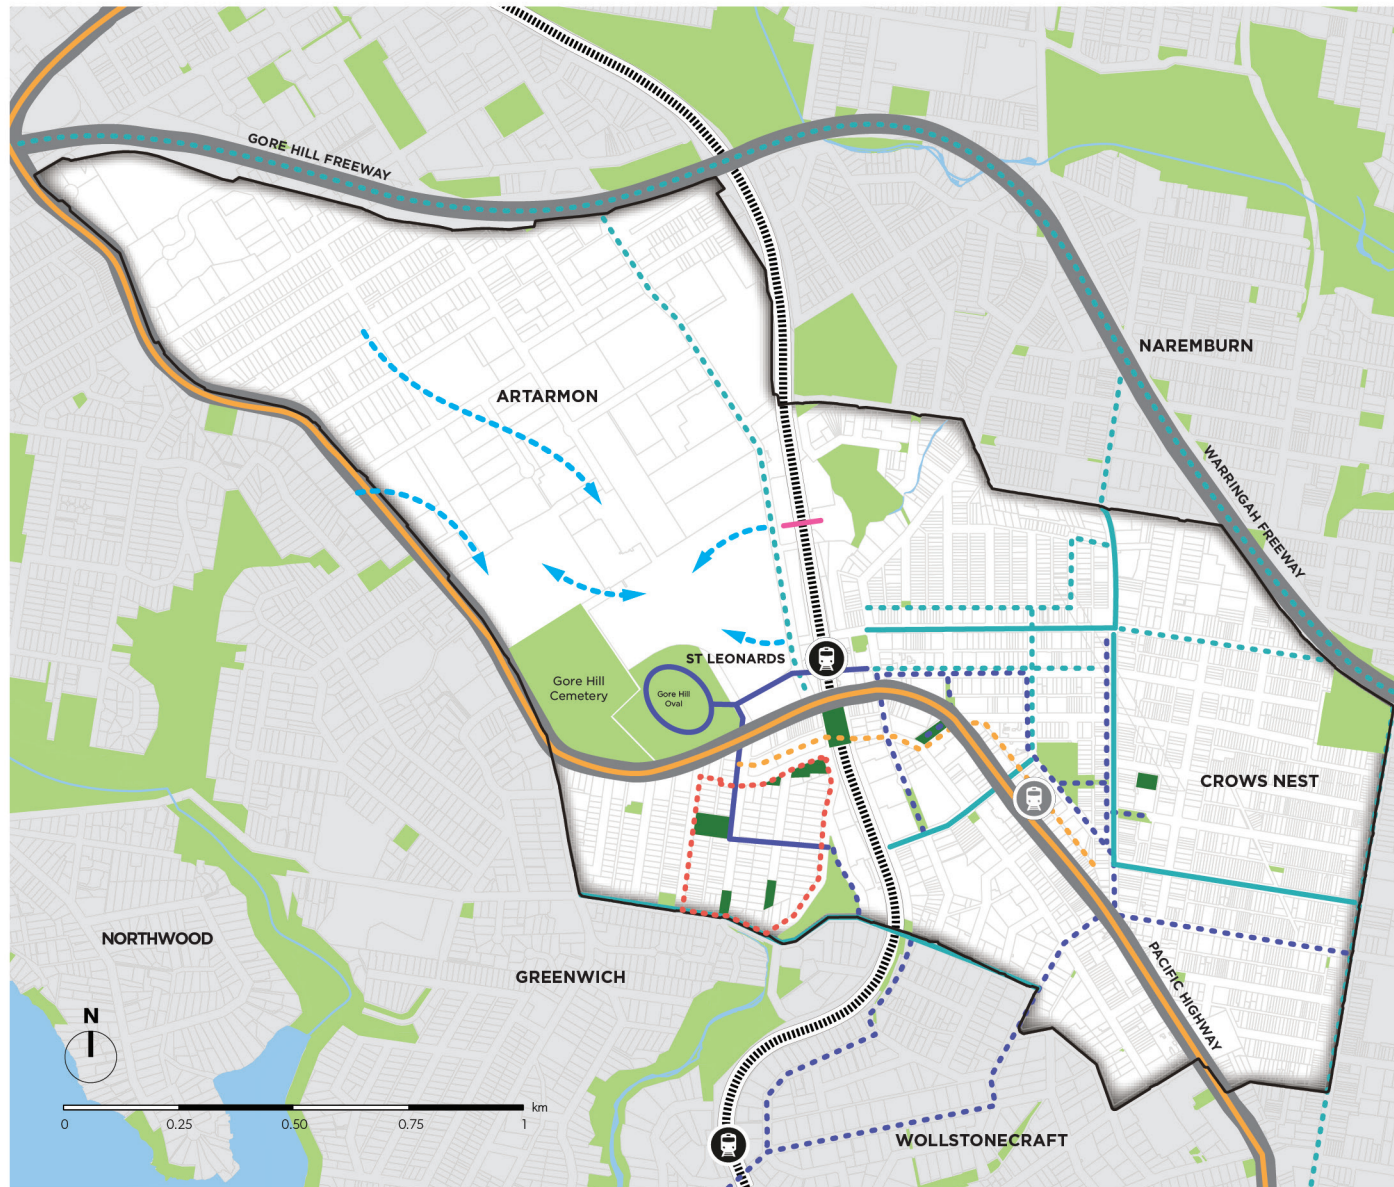 GORE HILL FREEWAY
NAREMBURN
ARTARMON
WARRINGAH FREEWAY
ST LEONARDS
Gore Hill
Cemetery
Gore Hill
Oval
CROWS NEST
NORTHWOOD
GREENWICH
PACIFIC HIGHWAY
N
km
0
0.25
0.50
0.75
1
WOLLSTONECRAFT